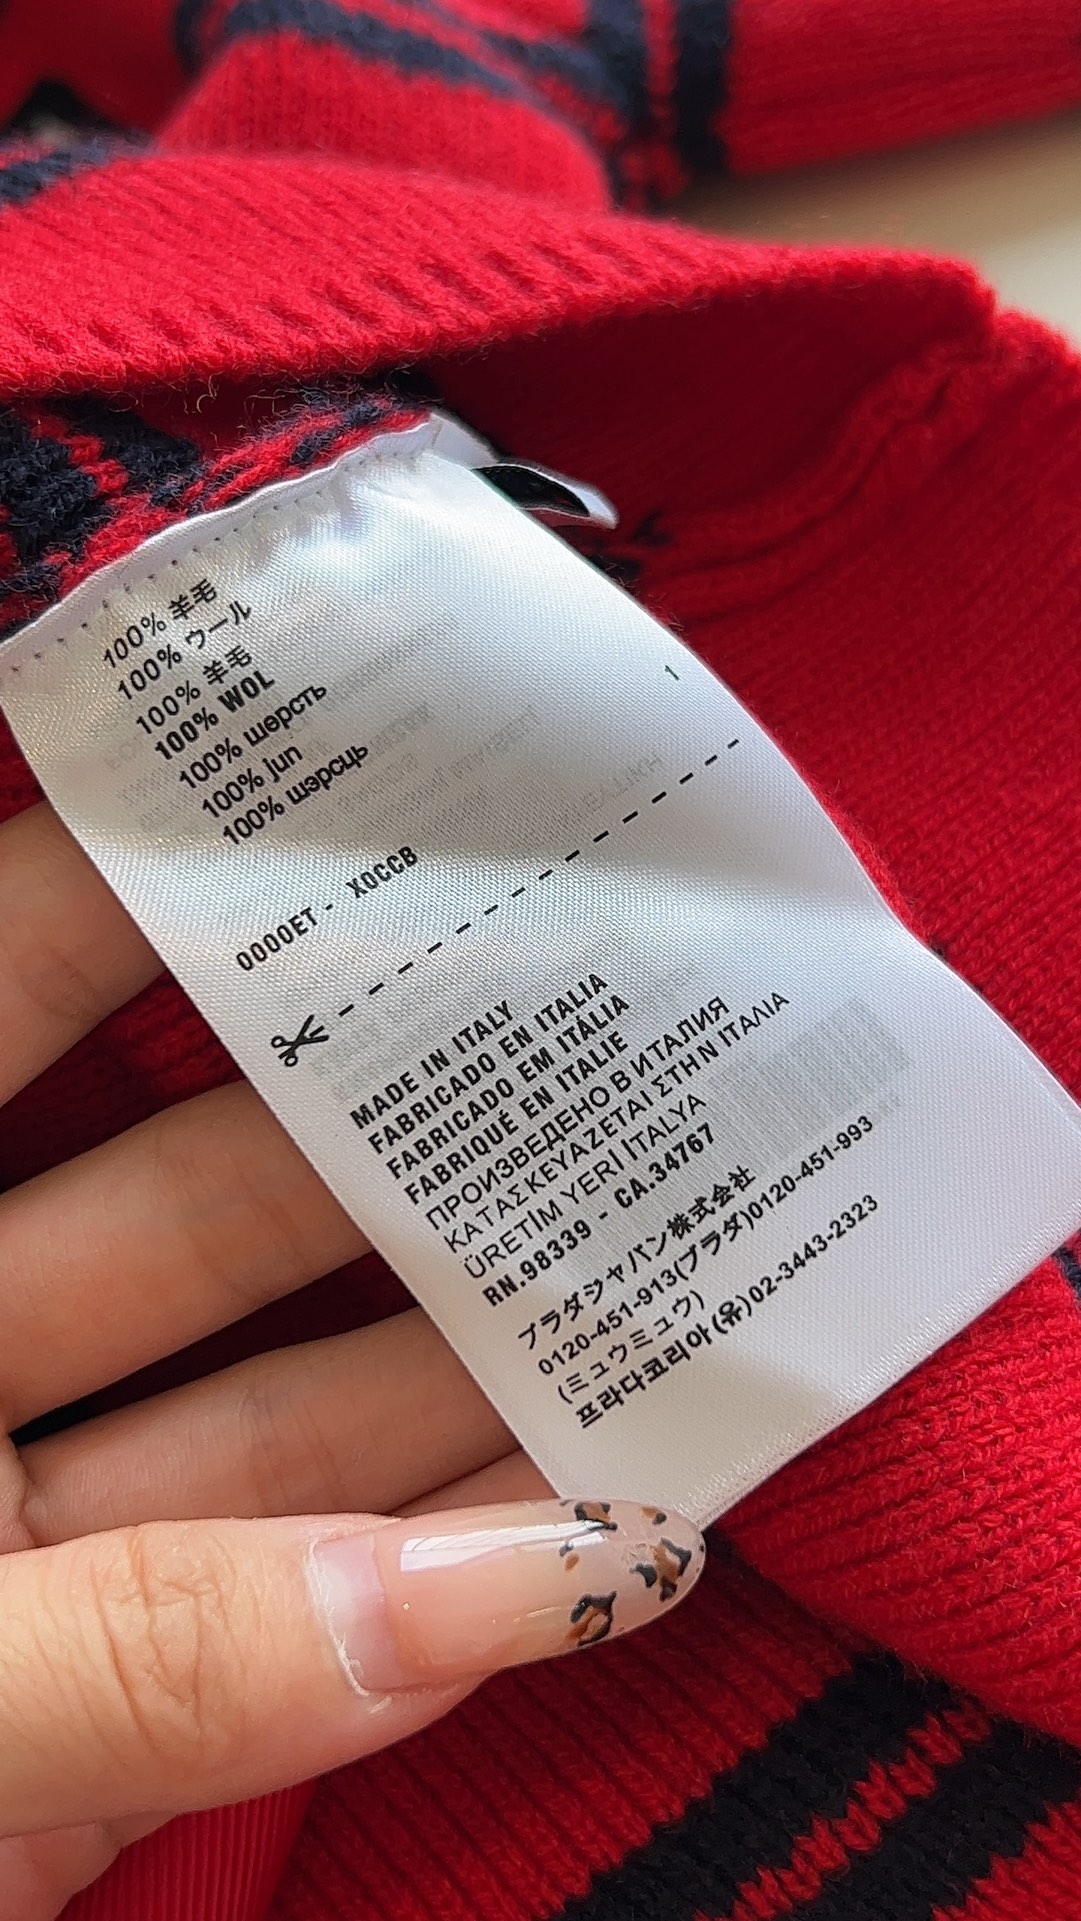 100% 羊毛
100% ウール
100% 羊毛
100% WOL
100% шерсть
100% jun
100% шэрсць
1
0000ET - X0CCB
MADE IN ITALY
FABRICADO EN ITALIA
FABRICADO EM ITÁLIA
FABRIQUÉ EN ITALIE
ПРОИЗВЕДЕНО В ИТАЛИЯ
ΚΑΤΑΣΚΕΥΑΖΕΤΑΙ ΣΤΗΝ ΙΤΑΛΙΑ
ÜRETİM YERİ İTALYA
RN.98339 - CA.34767
プラダジャパン株式会社
0120-451-913(プラダ)0120-451-993
(ミュウミュウ)
프라다코리아(유)02-3443-2323